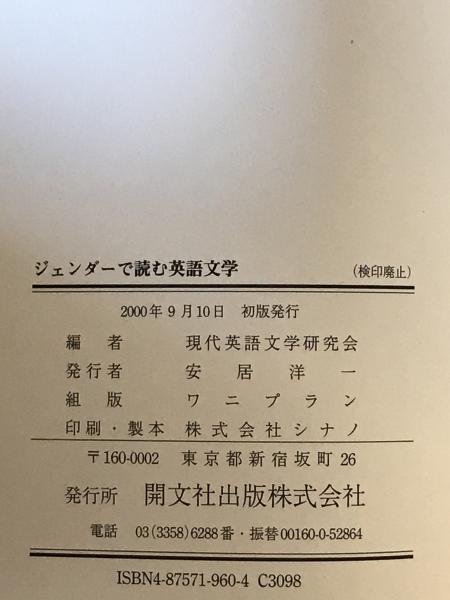 ジェンダーで読む英語文学 (検印廃止)
2000年 9 月10日 初版発行
編者 現代英語文学研究会
発行者 安居洋一
組版 ワニプラン
印刷・製本 株式会社シナノ
〒160-0002 東京都新宿坂町26
発行所 開文社出版株式会社
電話 03(3358)6288番・振替00160-0-52864
ISBN4-87571-960-4 C3098